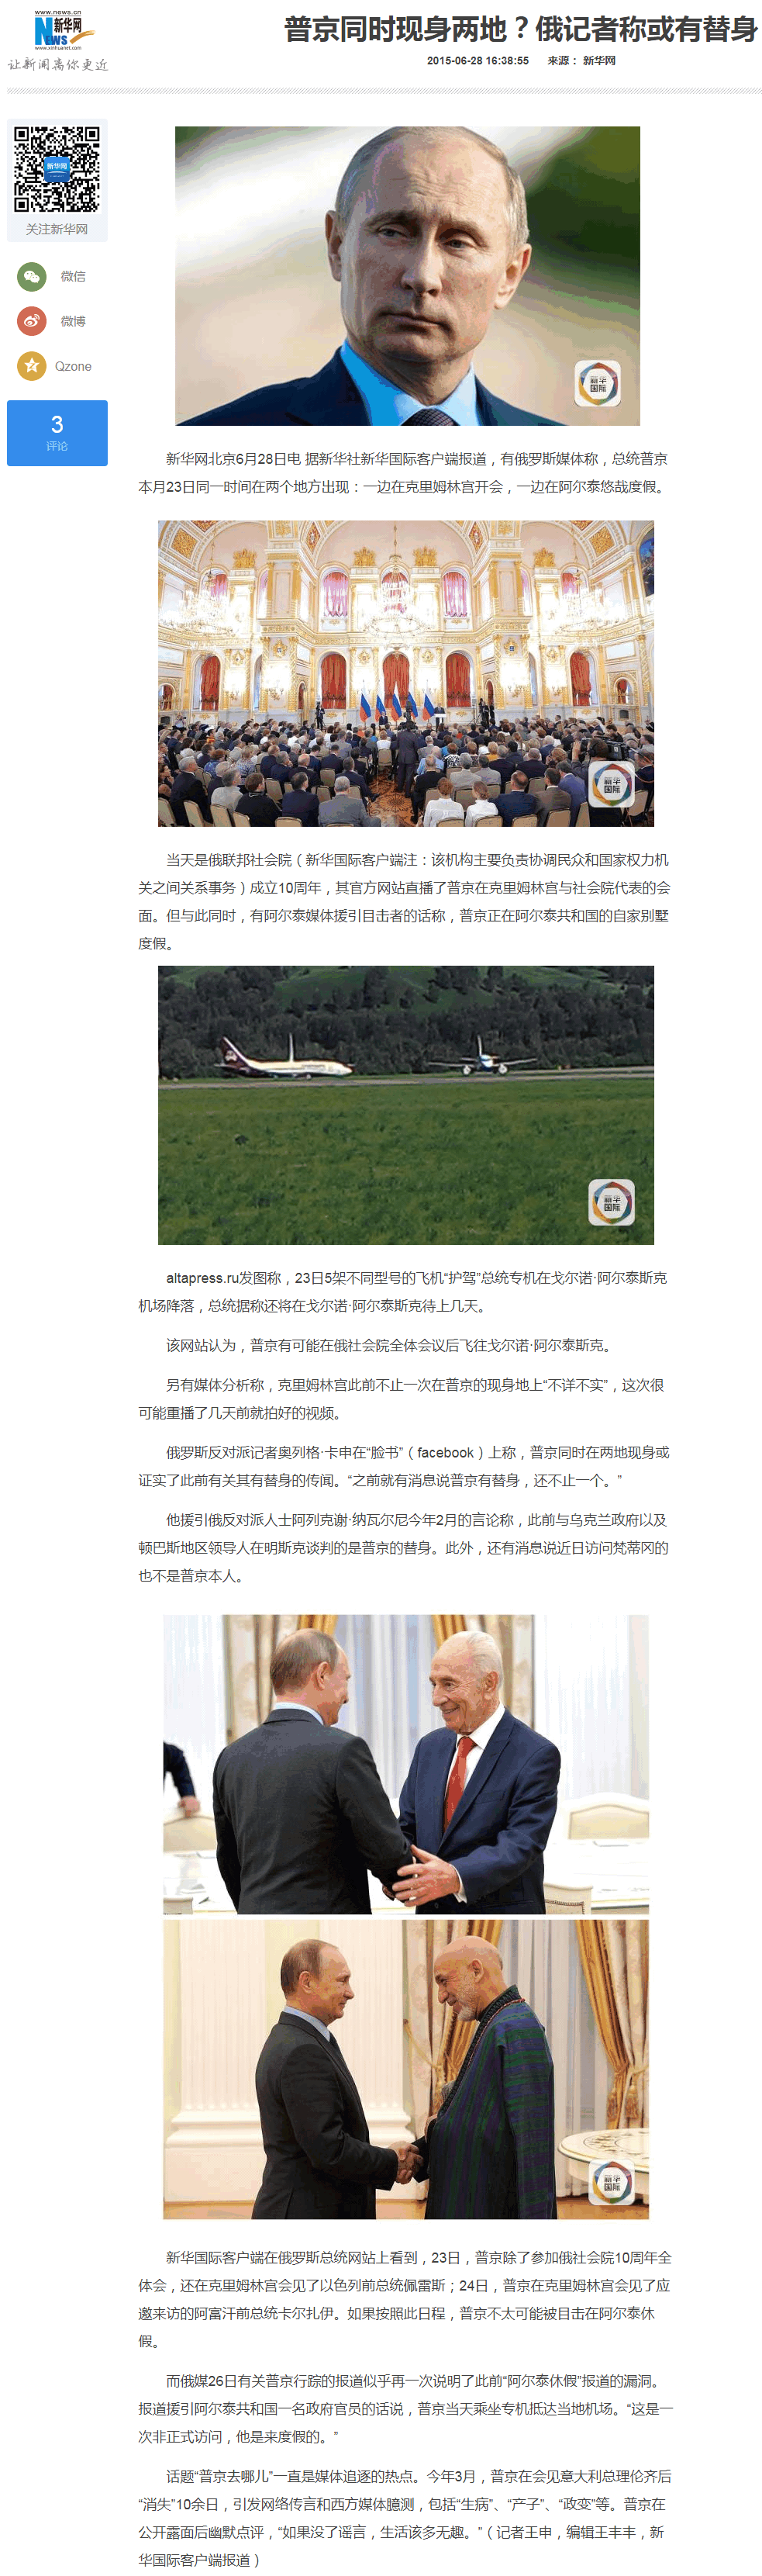 www.news.cn
新华网
NEWS
www.xinhuanet.com
让新闻离你更近
普京同时现身两地？俄记者称或有替身
2015-06-28 16:38:55 来源： 新华网
新华网
关注新华网
微信
微博
Qzone
3
评论
新华国际
新华网北京6月28日电 据新华社新华国际客户端报道，有俄罗斯媒体称，总统普京
本月23日同一时间在两个地方出现：一边在克里姆林宫开会，一边在阿尔泰悠哉度假。
新华国际
当天是俄联邦社会院（新华国际客户端注：该机构主要负责协调民众和国家权力机
关之间关系事务）成立10周年，其官方网站直播了普京在克里姆林宫与社会院代表的会
面。但与此同时，有阿尔泰媒体援引目击者的话称，普京正在阿尔泰共和国的自家别墅
度假。
新华国际
altapress.ru发图称，23日5架不同型号的飞机“护驾”总统专机在戈尔诺·阿尔泰斯克
机场降落，总统据称还将在戈尔诺·阿尔泰斯克待上几天。
该网站认为，普京有可能在俄社会院全体会议后飞往戈尔诺·阿尔泰斯克。
另有媒体分析称，克里姆林宫此前不止一次在普京的现身地上“不详不实”，这次很
可能重播了几天前就拍好的视频。
俄罗斯反对派记者奥列格·卡申在“脸书”（facebook）上称，普京同时在两地现身或
证实了此前有关其有替身的传闻。“之前就有消息说普京有替身，还不止一个。”
他援引俄反对派人士阿列克谢·纳瓦尔尼今年2月的言论称，此前与乌克兰政府以及
顿巴斯地区领导人在明斯克谈判的是普京的替身。此外，还有消息说近日访问梵蒂冈的
也不是普京本人。
新华国际
新华国际客户端在俄罗斯总统网站上看到，23日，普京除了参加俄社会院10周年全
体会，还在克里姆林宫会见了以色列前总统佩雷斯；24日，普京在克里姆林宫会见了应
邀来访的阿富汗前总统卡尔扎伊。如果按照此日程，普京不太可能被目击在阿尔泰休
假。
而俄媒26日有关普京行踪的报道似乎再一次说明了此前“阿尔泰休假”报道的漏洞。
报道援引阿尔泰共和国一名政府官员的话说，普京当天乘坐专机抵达当地机场。“这是一
次非正式访问，他是来度假的。”
话题“普京去哪儿”一直是媒体追逐的热点。今年3月，普京在会见意大利总理伦齐后
“消失”10余日，引发网络传言和西方媒体臆测，包括“生病”、“产子”、“政变”等。普京在
公开露面后幽默点评，“如果没了谣言，生活该多无趣。”（记者王申，编辑王丰丰，新
华国际客户端报道）